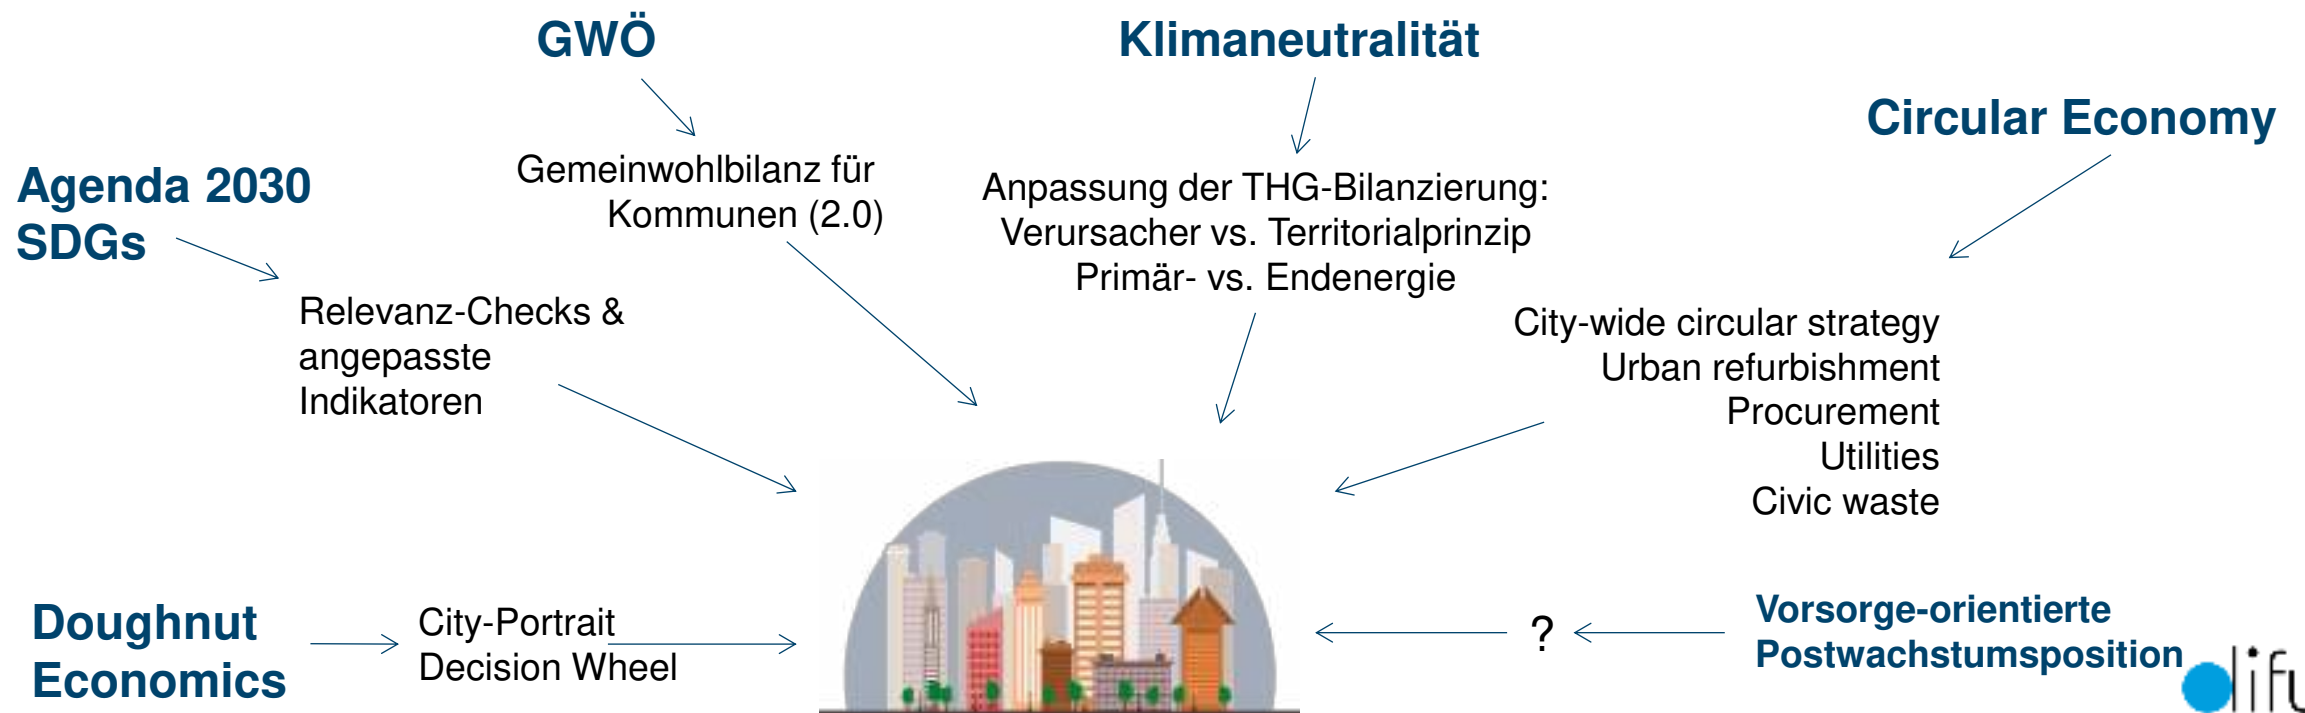 GWÖ
Klimaneutralität
Circular Economy
Agenda 2030
SDGs
Gemeinwohlbilanz für
Kommunen (2.0)
Anpassung der THG-Bilanzierung:
Verursacher vs. Territorialprinzip
Primär- vs. Endenergie
Relevanz-Checks &
angepasste
Indikatoren
City-wide circular strategy
Urban refurbishment
Procurement
Utilities
Civic waste
Doughnut
Economics
City-Portrait
Decision Wheel
?
Vorsorge-orientierte
Postwachstumsposition
difu